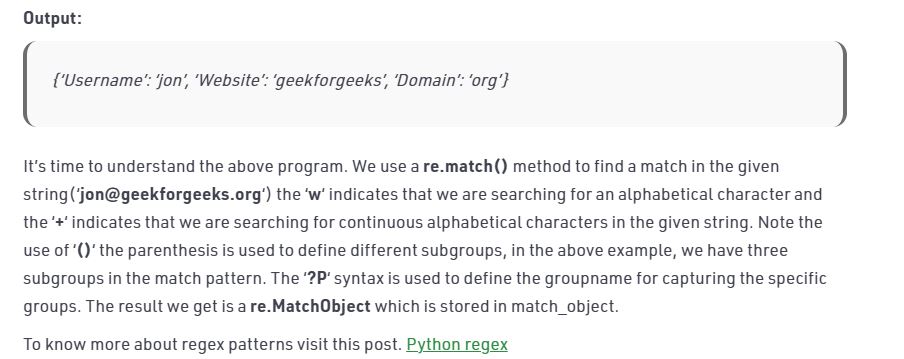 Output:
{‘Username’: ‘jon’, ‘Website’: ‘geekforgeeks’, ‘Domain’: ‘org’}
It’s time to understand the above program. We use a re.match() method to find a match in the given
string(‘jon@geekforgeeks.org‘) the ‘w‘ indicates that we are searching for an alphabetical character and
the ‘+‘ indicates that we are searching for continuous alphabetical characters in the given string. Note the
use of ‘()‘ the parenthesis is used to define different subgroups, in the above example, we have three
subgroups in the match pattern. The ‘?P‘ syntax is used to define the groupname for capturing the specific
groups. The result we get is a re.MatchObject which is stored in match_object.
To know more about regex patterns visit this post. Python regex